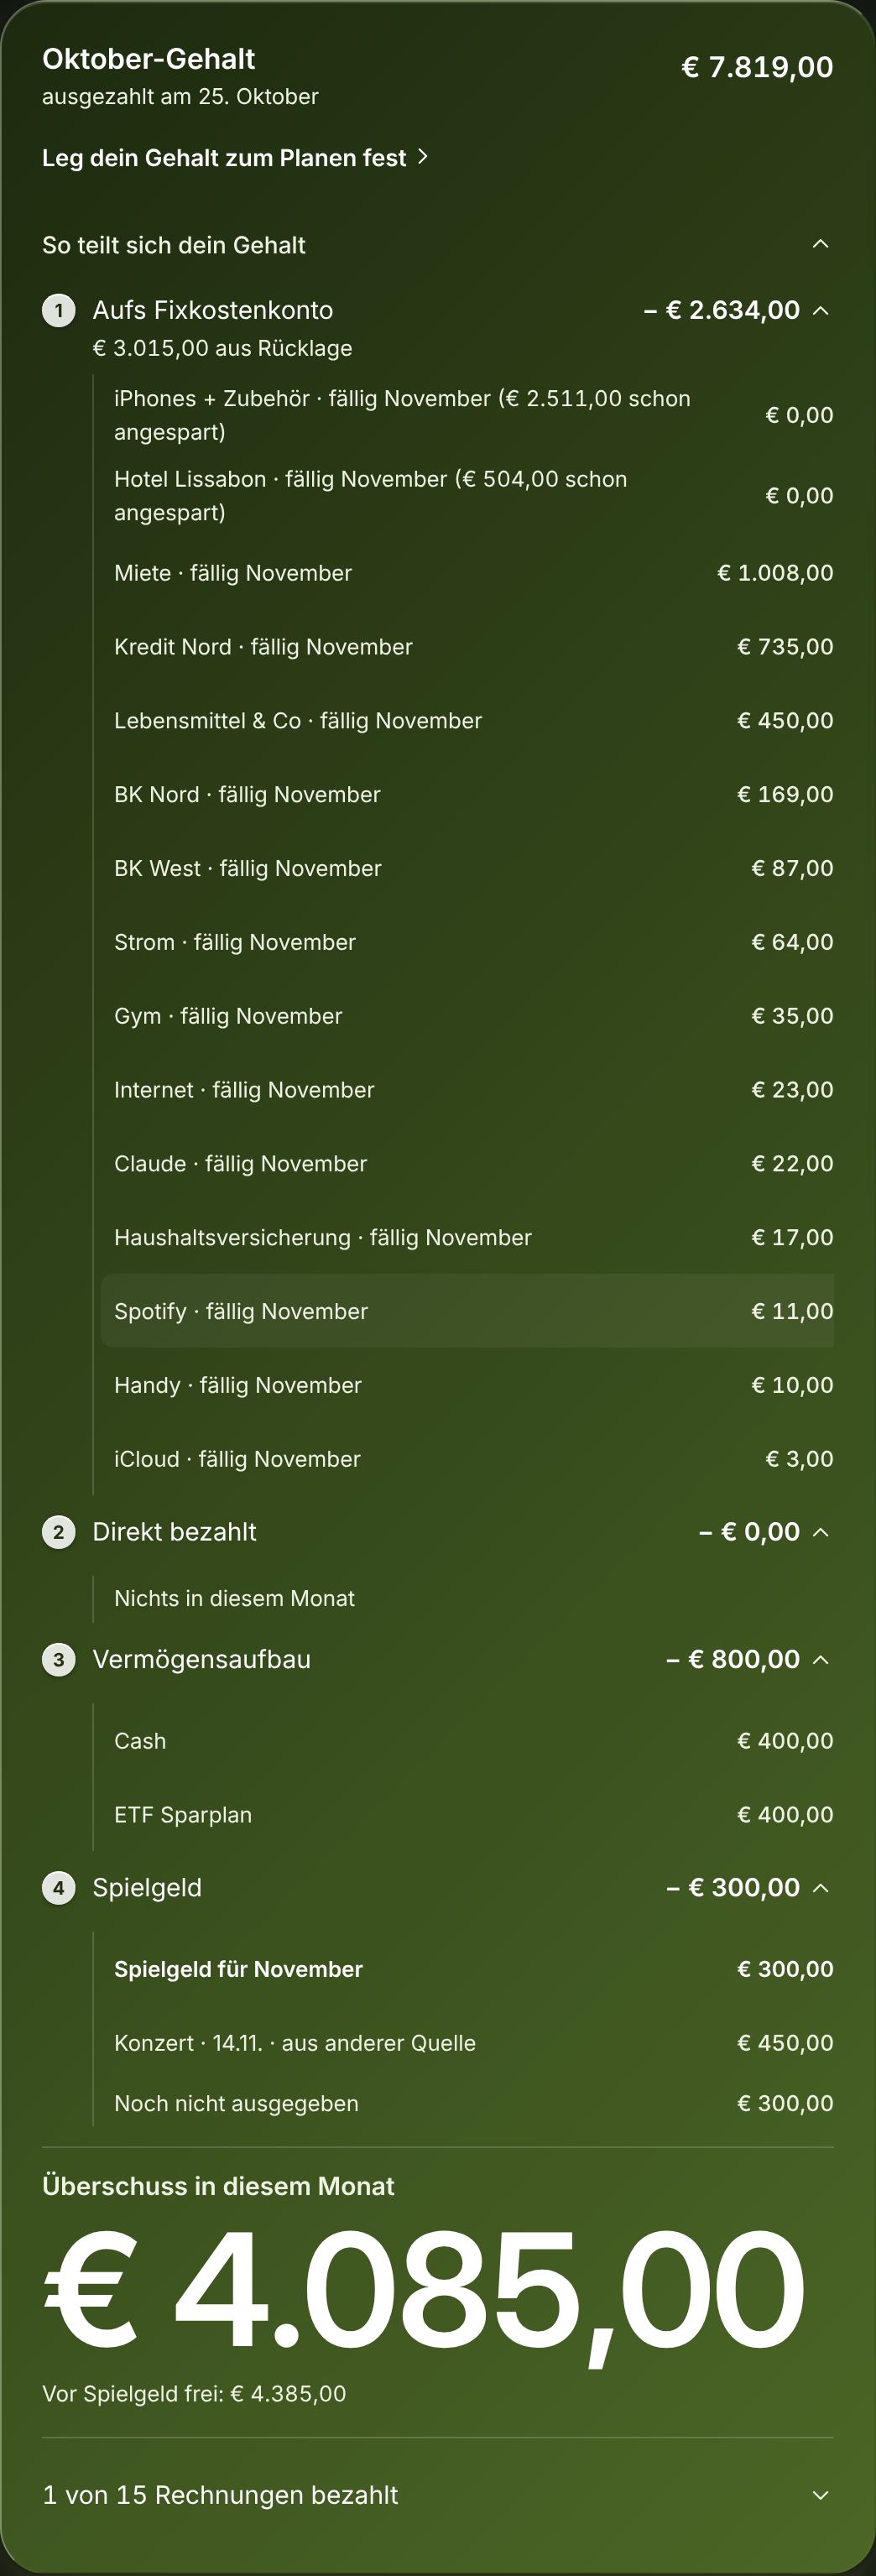 Oktober-Gehalt
€ 7.819,00
ausgezahlt am 25. Oktober
Leg dein Gehalt zum Planen fest
So teilt sich dein Gehalt
1 Aufs Fixkostenkonto – € 2.634,00
€ 3.015,00 aus Rücklage
iPhones + Zubehör · fällig November (€ 2.511,00 schon
angespart) € 0,00
Hotel Lissabon · fällig November (€ 504,00 schon
angespart) € 0,00
Miete · fällig November € 1.008,00
Kredit Nord · fällig November € 735,00
Lebensmittel & Co · fällig November € 450,00
BK Nord · fällig November € 169,00
BK West · fällig November € 87,00
Strom · fällig November € 64,00
Gym · fällig November € 35,00
Internet · fällig November € 23,00
Claude · fällig November € 22,00
Haushaltsversicherung · fällig November € 17,00
Spotify · fällig November € 11,00
Handy · fällig November € 10,00
iCloud · fällig November € 3,00
2 Direkt bezahlt – € 0,00
Nichts in diesem Monat
3 Vermögensaufbau – € 800,00
Cash € 400,00
ETF Sparplan € 400,00
4 Spielgeld – € 300,00
Spielgeld für November € 300,00
Konzert · 14.11. · aus anderer Quelle € 450,00
Noch nicht ausgegeben € 300,00
Überschuss in diesem Monat
€ 4.085,00
Vor Spielgeld frei: € 4.385,00
1 von 15 Rechnungen bezahlt